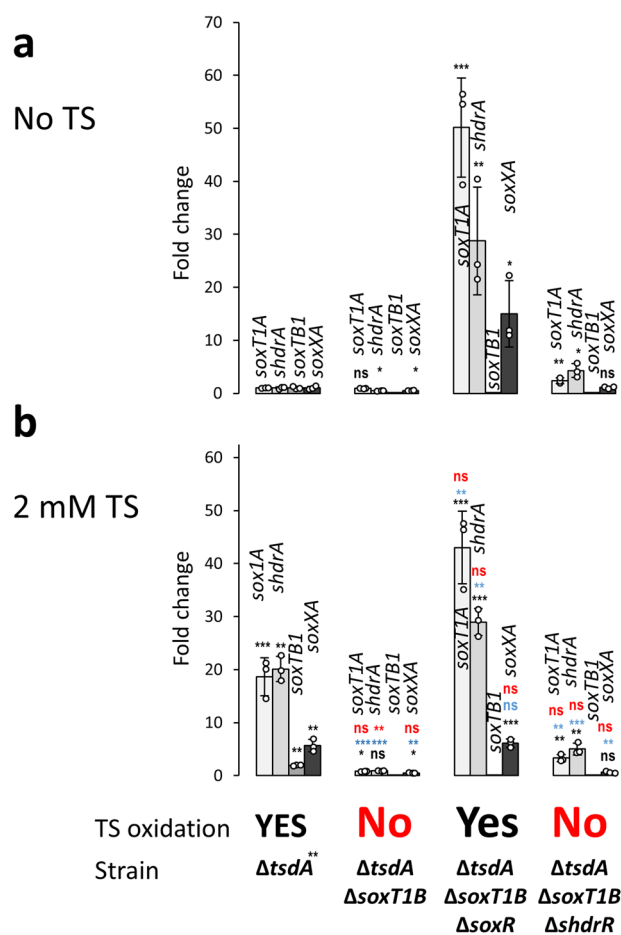 a
No TS
Fold change
70
60
50
40
30
20
10
0
soxT1A
shdrA
soxTB1
soxXA
soxT1A
shdrA
soxTB1
soxXA
ns
*
*
soxT1A
shdrA
soxTB1
soxXA
***
**
*
soxT1A
shdrA
soxTB1
soxXA
**
*
ns
b
2 mM TS
Fold change
60
50
40
30
20
10
0
sox1A
shdrA
soxTB1
soxXA
***
**
**
**
soxT1A
shdrA
soxTB1
soxXA
ns ** ns
*** *** **
* ns *
soxT1A
shdrA
soxTB1
soxXA
ns
**
***
ns
**
***
ns
ns
***
soxT1A
shdrA
soxTB1
soxXA
ns
**
**
ns
***
**
ns
**
ns
TS oxidation YES No Yes No
Strain ΔtsdA** ΔtsdA ΔtsdA ΔtsdA
ΔsoxT1B ΔsoxT1B ΔsoxT1B
ΔsoxR ΔshdrR